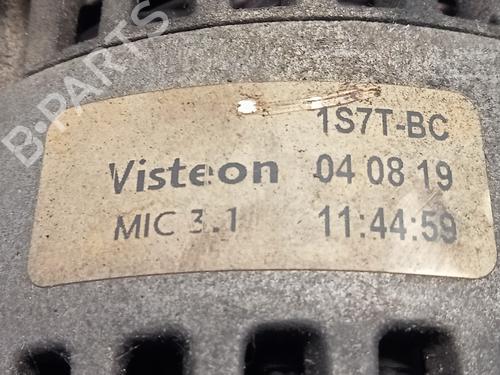 B-PARTS
1S7T-BC
Visteon 04 08 19
MIC 3.1 11:44:59